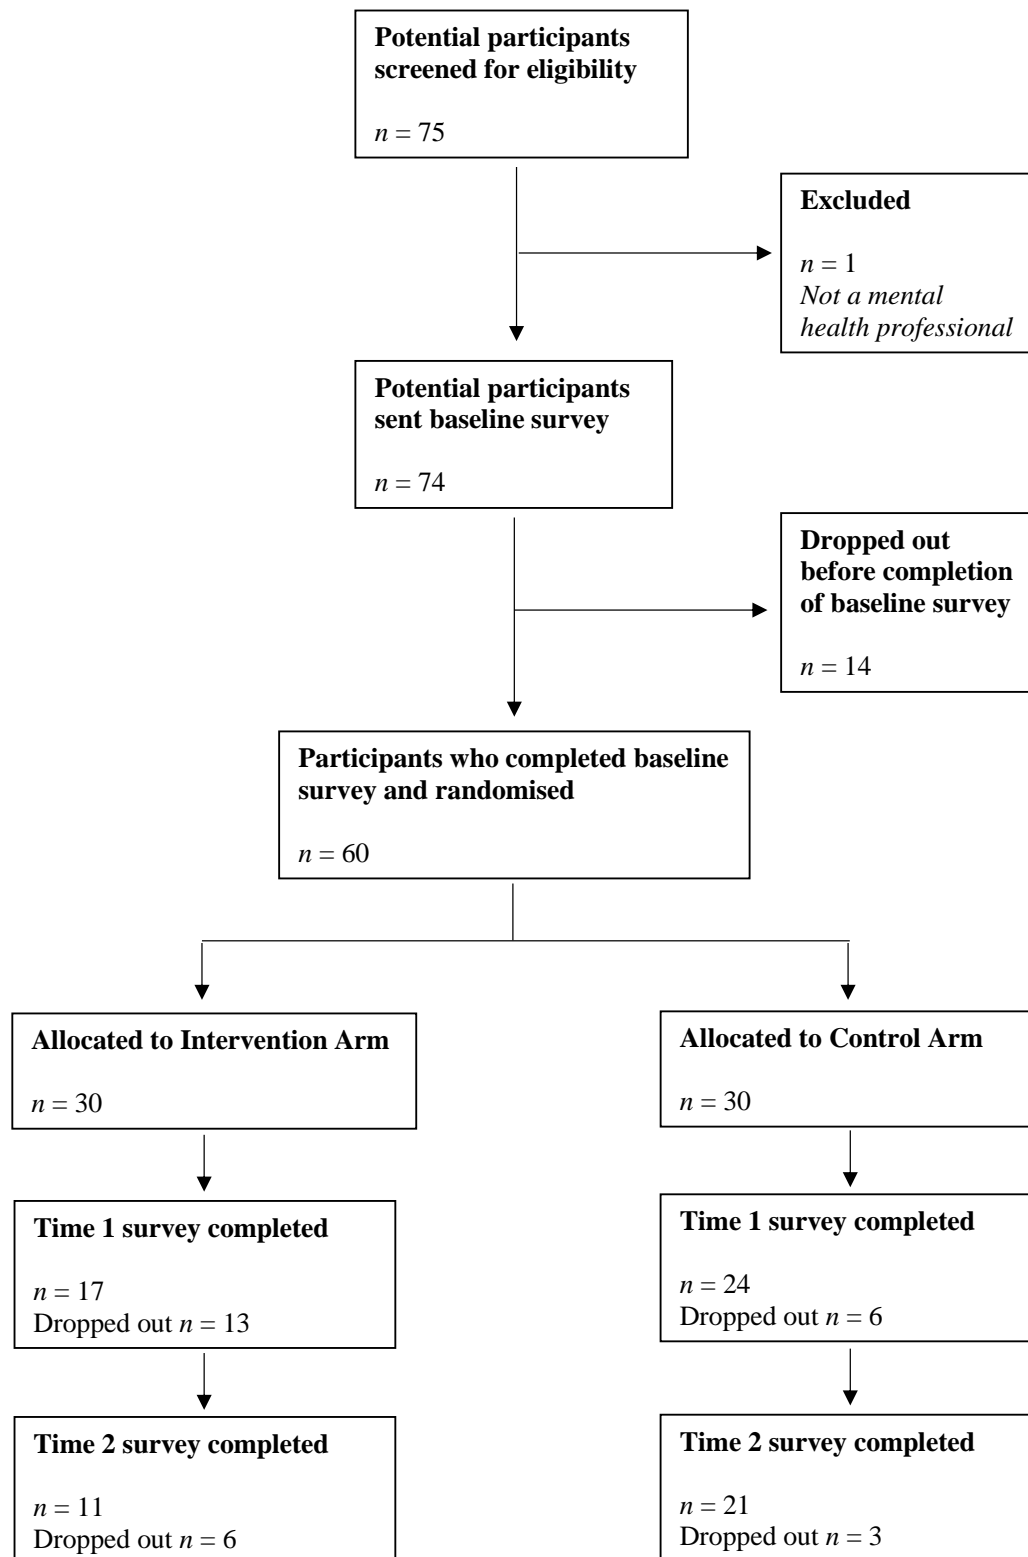 Potential participants
screened for eligibility
n = 75
Excluded
n = 1
Not a mental
health professional
Potential participants
sent baseline survey
n = 74
Dropped out
before completion
of baseline survey
n = 14
Participants who completed baseline
survey and randomised
n = 60
Allocated to Intervention Arm
n = 30
Allocated to Control Arm
n = 30
Time 1 survey completed
n = 17
Dropped out n = 13
Time 1 survey completed
n = 24
Dropped out n = 6
Time 2 survey completed
n = 11
Dropped out n = 6
Time 2 survey completed
n = 21
Dropped out n = 3